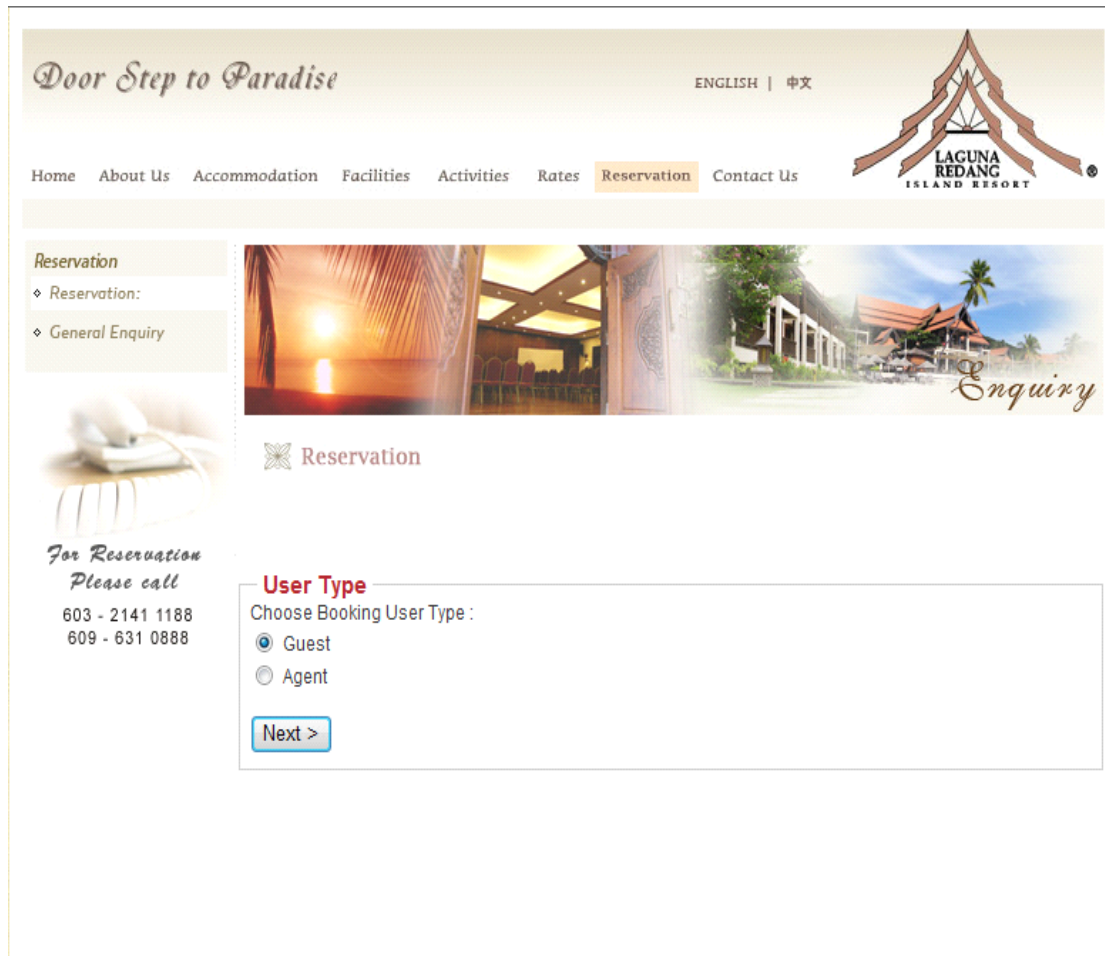 Door Step to Paradise
ENGLISH | 中文
LAGUNA
REDANG
ISLAND RESORT
®
Home About Us Accommodation Facilities Activities Rates Reservation Contact Us
Reservation
Reservation:
General Enquiry
Enquiry
Reservation
For Reservation
Please call
603 - 2141 1188
609 - 631 0888
User Type
Choose Booking User Type :
Guest
Agent
Next >